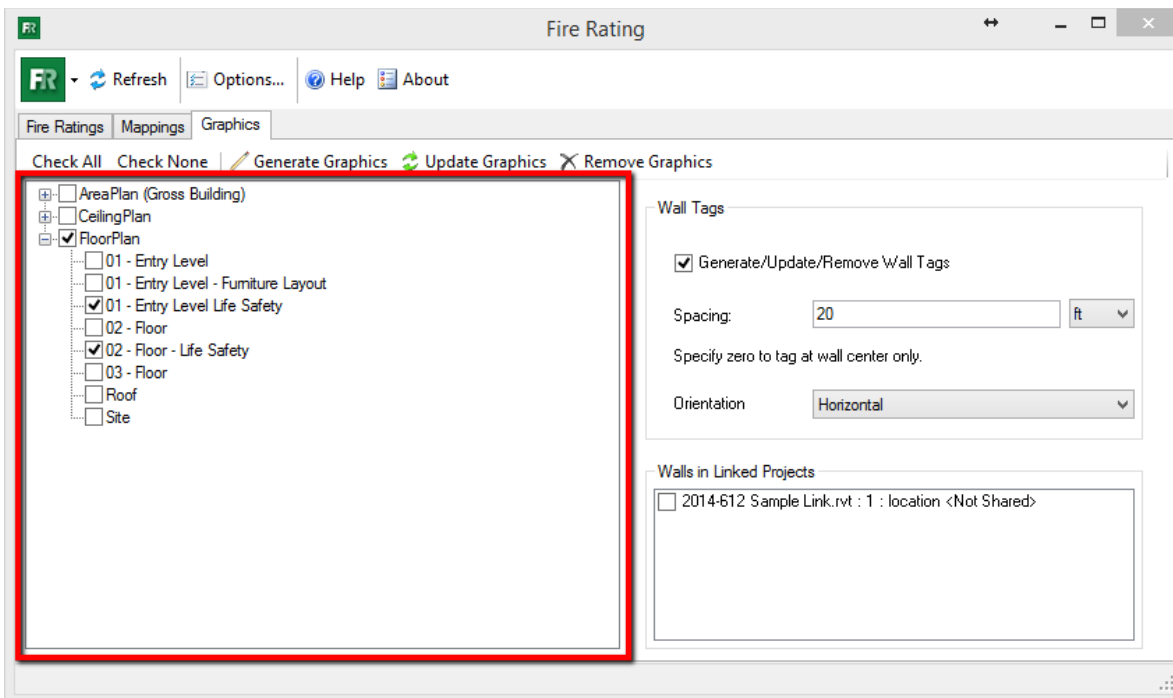 FR Fire Rating
FR Refresh Options... Help About
Fire Ratings Mappings Graphics
Check All Check None Generate Graphics Update Graphics Remove Graphics
AreaPlan (Gross Building)
CeilingPlan
FloorPlan
01 - Entry Level
01 - Entry Level - Furniture Layout
01 - Entry Level Life Safety
02 - Floor
02 - Floor - Life Safety
03 - Floor
Roof
Site
Wall Tags
Generate/Update/Remove Wall Tags
Spacing: 20 ft
Specify zero to tag at wall center only.
Orientation Horizontal
Walls in Linked Projects
2014-612 Sample Link.rvt : 1 : location <Not Shared>